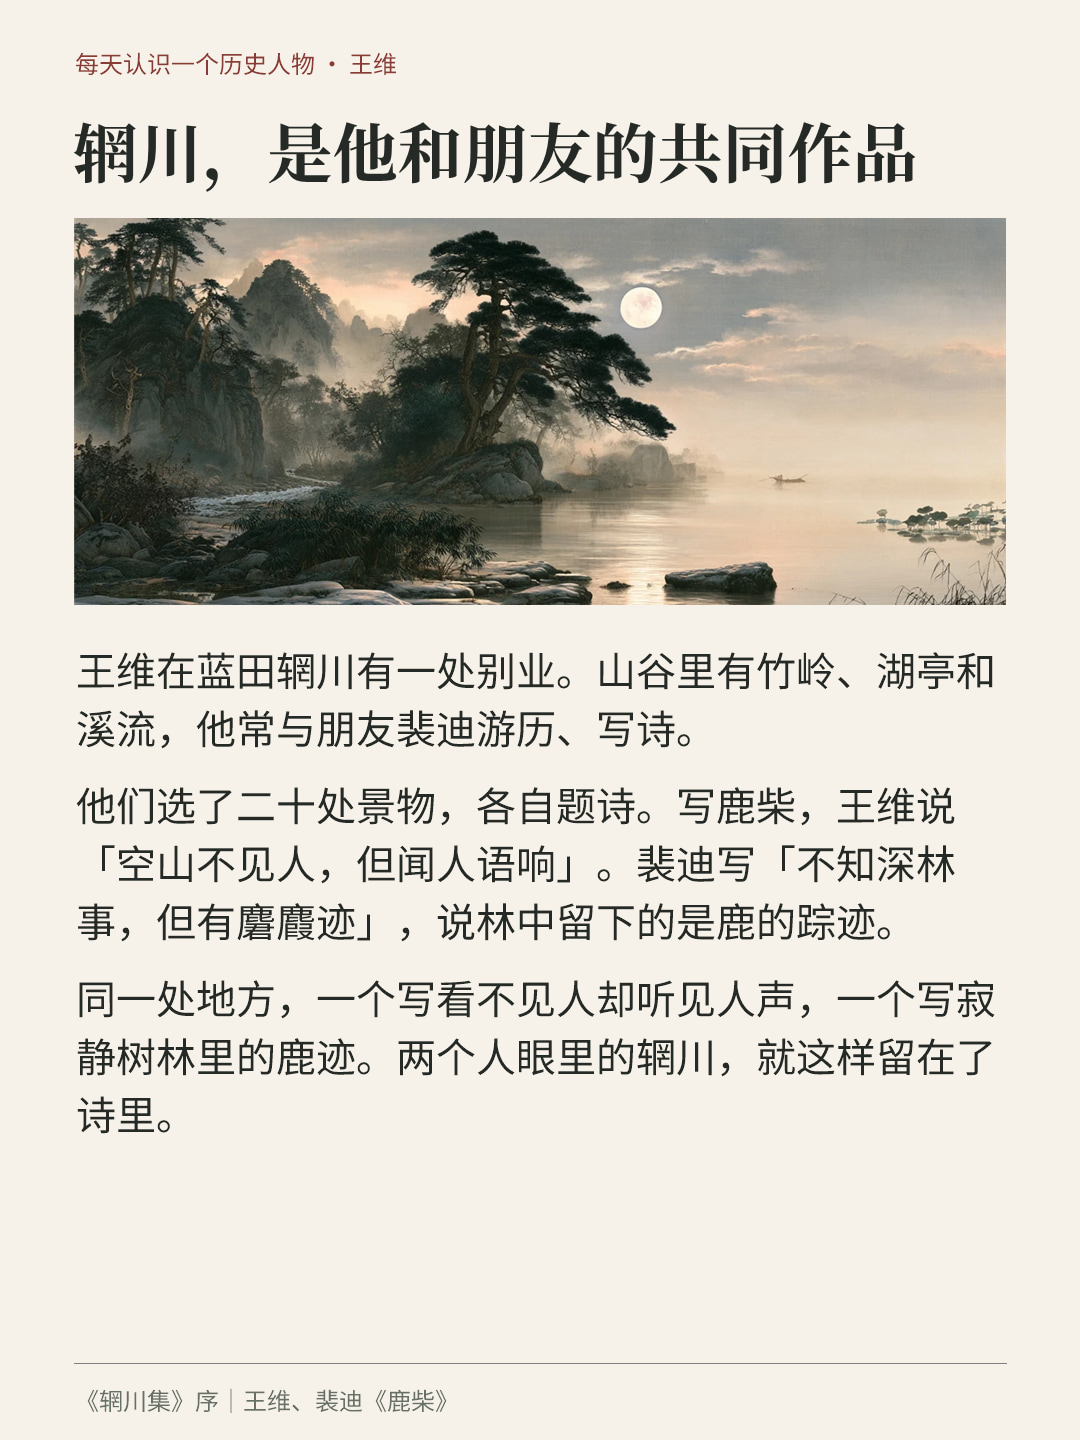 每天认识一个历史人物 · 王维
辋川，是他和朋友的共同作品
王维在蓝田辋川有一处别业。山谷里有竹岭、湖亭和
溪流，他常与朋友裴迪游历、写诗。
他们选了二十处景物，各自题诗。写鹿柴，王维说
「空山不见人，但闻人语响」。裴迪写「不知深林
事，但有麏麚迹」，说林中留下的是鹿的踪迹。
同一处地方，一个写看不见人却听见人声，一个写寂
静树林里的鹿迹。两个人眼里的辋川，就这样留在了
诗里。
《辋川集》序｜王维、裴迪《鹿柴》